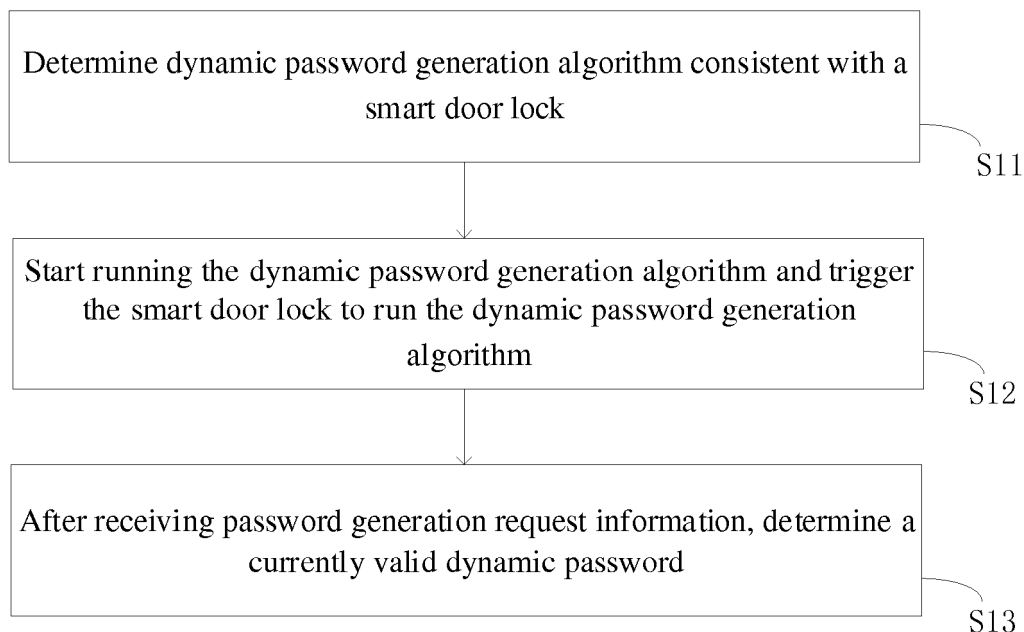 Determine dynamic password generation algorithm consistent with a
smart door lock
S11
Start running the dynamic password generation algorithm and trigger
the smart door lock to run the dynamic password generation
algorithm
S12
After receiving password generation request information, determine a
currently valid dynamic password
S13